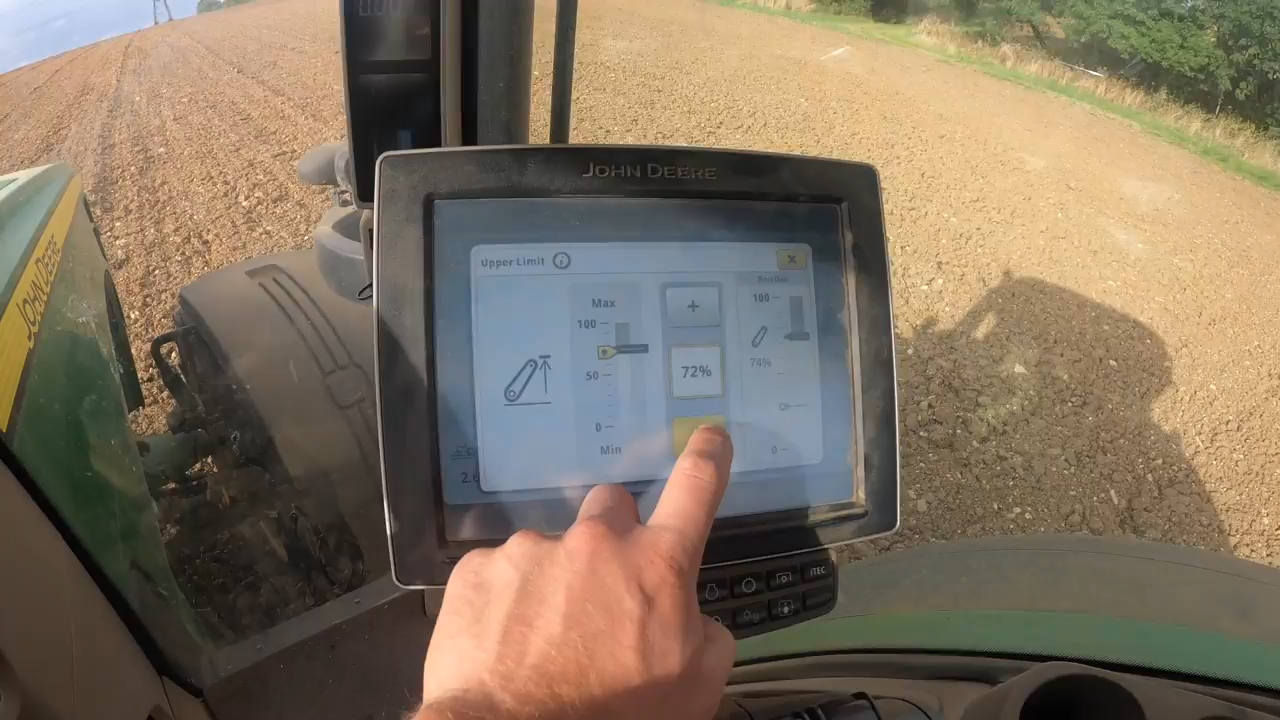 JOHN DEERE
JOHN DEERE
Upper Limit
Max
100
50
0
Min
+
72%
100
74%
0
iTEC